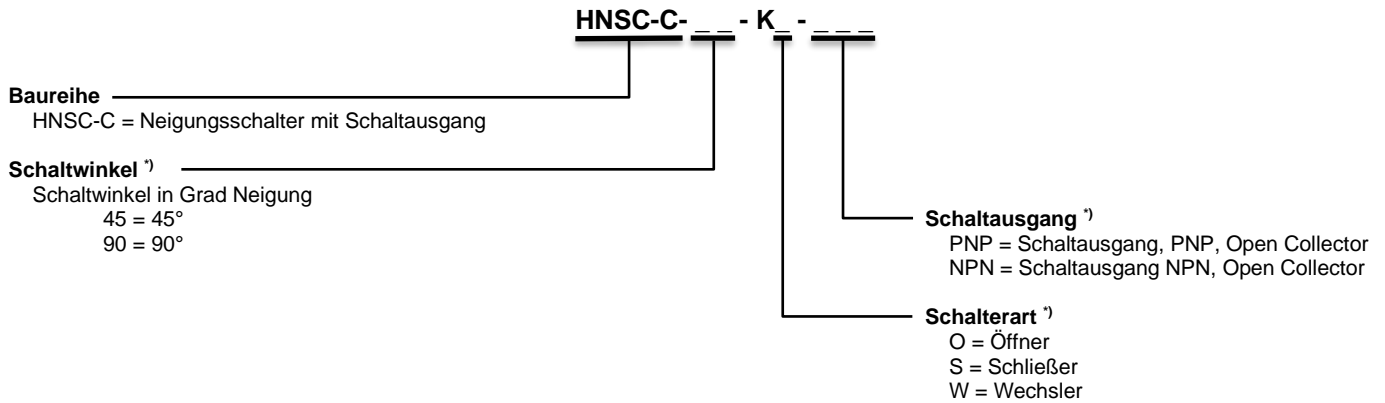 HNSC-C- _ _ - K_ - _ _ _
Baureihe
HNSC-C = Neigungsschalter mit Schaltausgang
Schaltwinkel *)
Schaltwinkel in Grad Neigung
45 = 45°
90 = 90°
Schaltausgang *)
PNP = Schaltausgang, PNP, Open Collector
NPN = Schaltausgang NPN, Open Collector
Schalterart *)
O = Öffner
S = Schließer
W = Wechsler